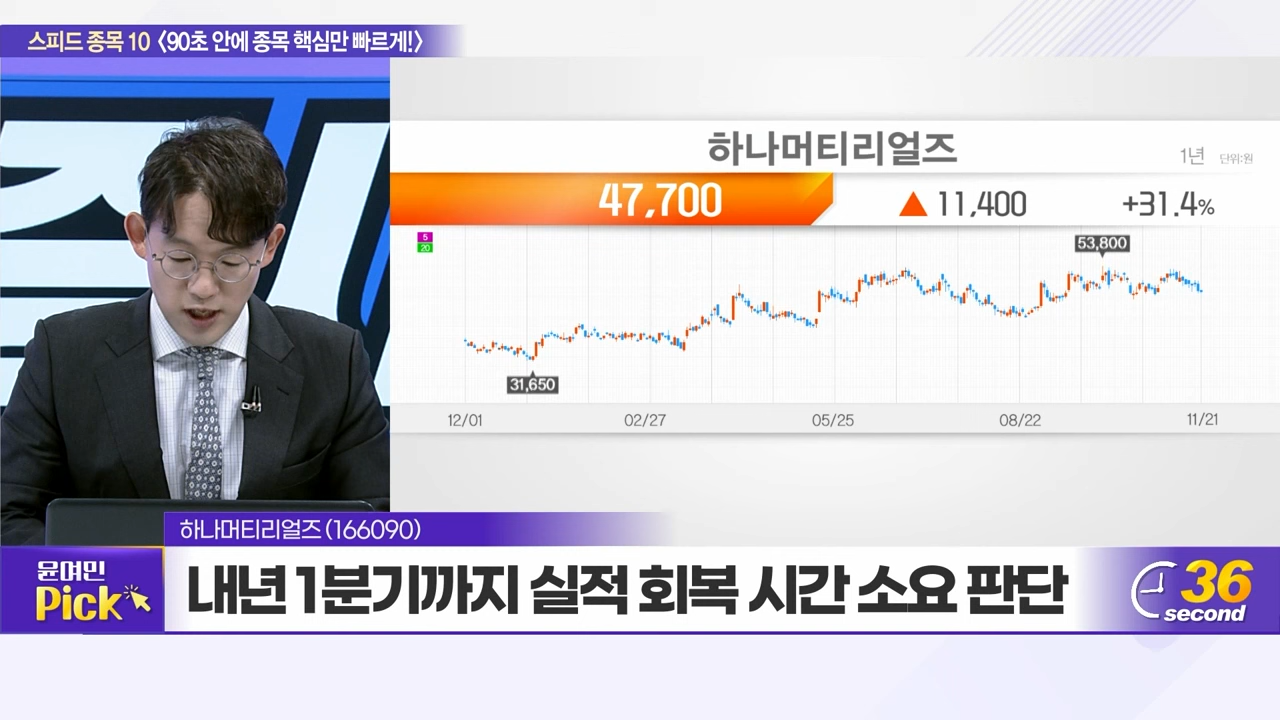 스피드 종목 10 〈90초 안에 종목 핵심만 빠르게!〉
하나머티리얼즈
1년 단위:원
47,700 ▲ 11,400 +31.4%
5
20
53,800
31,650
12/01 02/27 05/25 08/22 11/21
하나머티리얼즈 (166090)
윤여민
Pick
내년 1분기까지 실적 회복 시간 소요 판단
36
second